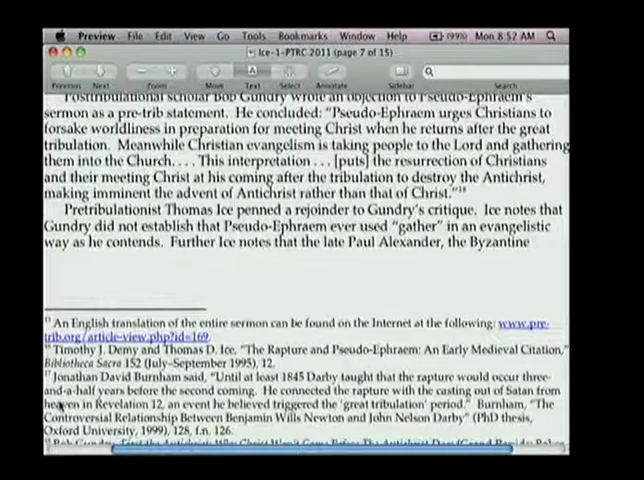 Preview File Edit View Go Tools Bookmarks Window Help (99%) Mon 8:52 AM
Ice-1-PTRC 2011 (page 7 of 15)
Previous Next Zoom Move Text Select Annotate Sidebar Search
Posttribulational scholar Bob Gundry wrote an objection to Pseudo-Ephraem's
sermon as a pre-trib statement. He concluded: "Pseudo-Ephraem urges Christians to
forsake worldliness in preparation for meeting Christ when he returns after the great
tribulation. Meanwhile Christian evangelism is taking people to the Lord and gathering
them into the Church. . . . This interpretation . . . [puts] the resurrection of Christians
and their meeting Christ at his coming after the tribulation to destroy the Antichrist,
making imminent the advent of Antichrist rather than that of Christ."18
Pretribulationist Thomas Ice penned a rejoinder to Gundry's critique. Ice notes that
Gundry did not establish that Pseudo-Ephraem ever used "gather" in an evangelistic
way as he contends. Further Ice notes that the late Paul Alexander, the Byzantine
An English translation of the entire sermon can be found on the Internet at the following: www.pre-
trib.org/article-view.php?id=169.
Timothy J. Demy and Thomas D. Ice, "The Rapture and Pseudo-Ephraem: An Early Medieval Citation,"
Bibliotheca Sacra 152 (July–September 1995), 12.
17 Jonathan David Burnham said, "Until at least 1845 Darby taught that the rapture would occur three-
and-a-half years before the second coming. He connected the rapture with the casting out of Satan from
heaven in Revelation 12, an event he believed triggered the 'great tribulation' period." Burnham, "The
Controversial Relationship Between Benjamin Wills Newton and John Nelson Darby" (PhD thesis,
Oxford University, 1999), 128, f.n. 126.